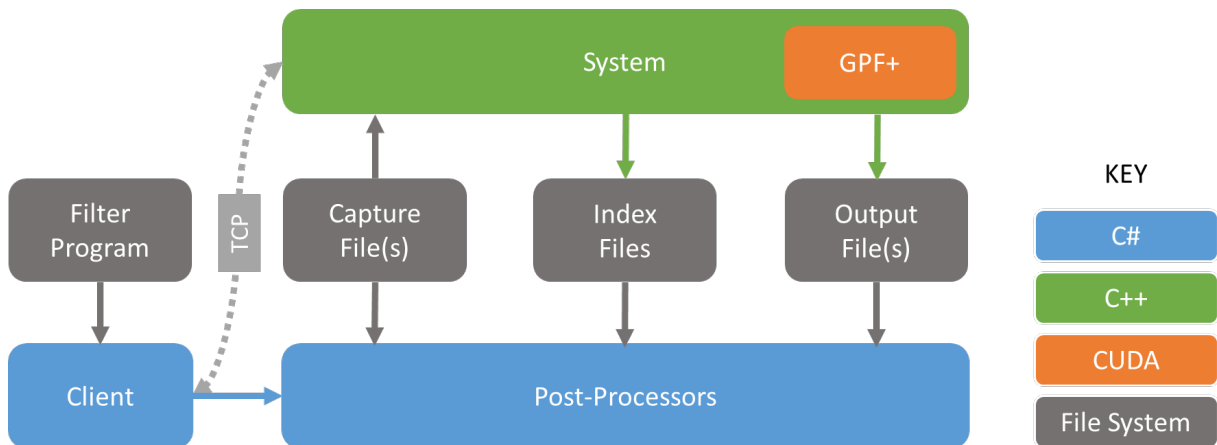 System
GPF+
TCP
Filter
Program
Capture
File(s)
Index
Files
Output
File(s)
Client
Post-Processors
KEY
C#
C++
CUDA
File System